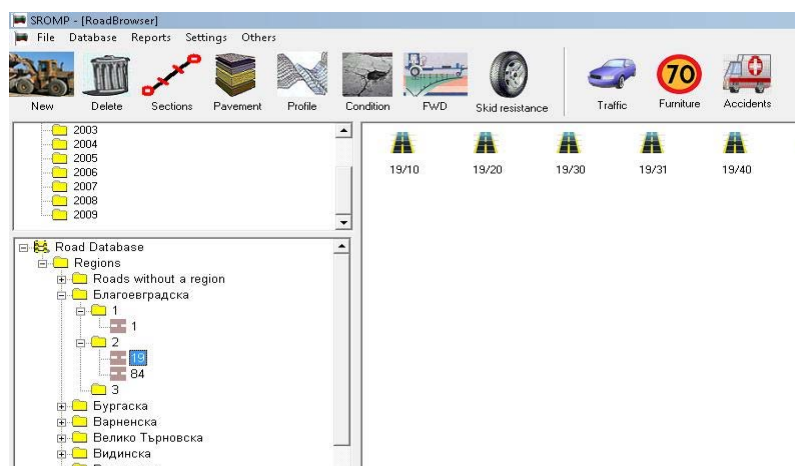 SROMP - [RoadBrowser]
File Database Reports Settings Others
New Delete Sections Pavement Profile Condition FWD Skid resistance Traffic Furniture Accidents
70
2003
2004
2005
2006
2007
2008
2009
19/10 19/20 19/30 19/31 19/40
Road Database
Regions
Roads without a region
Благоевградска
1
1
2
19
84
3
Бургаска
Варненска
Велико Търновска
Видинска